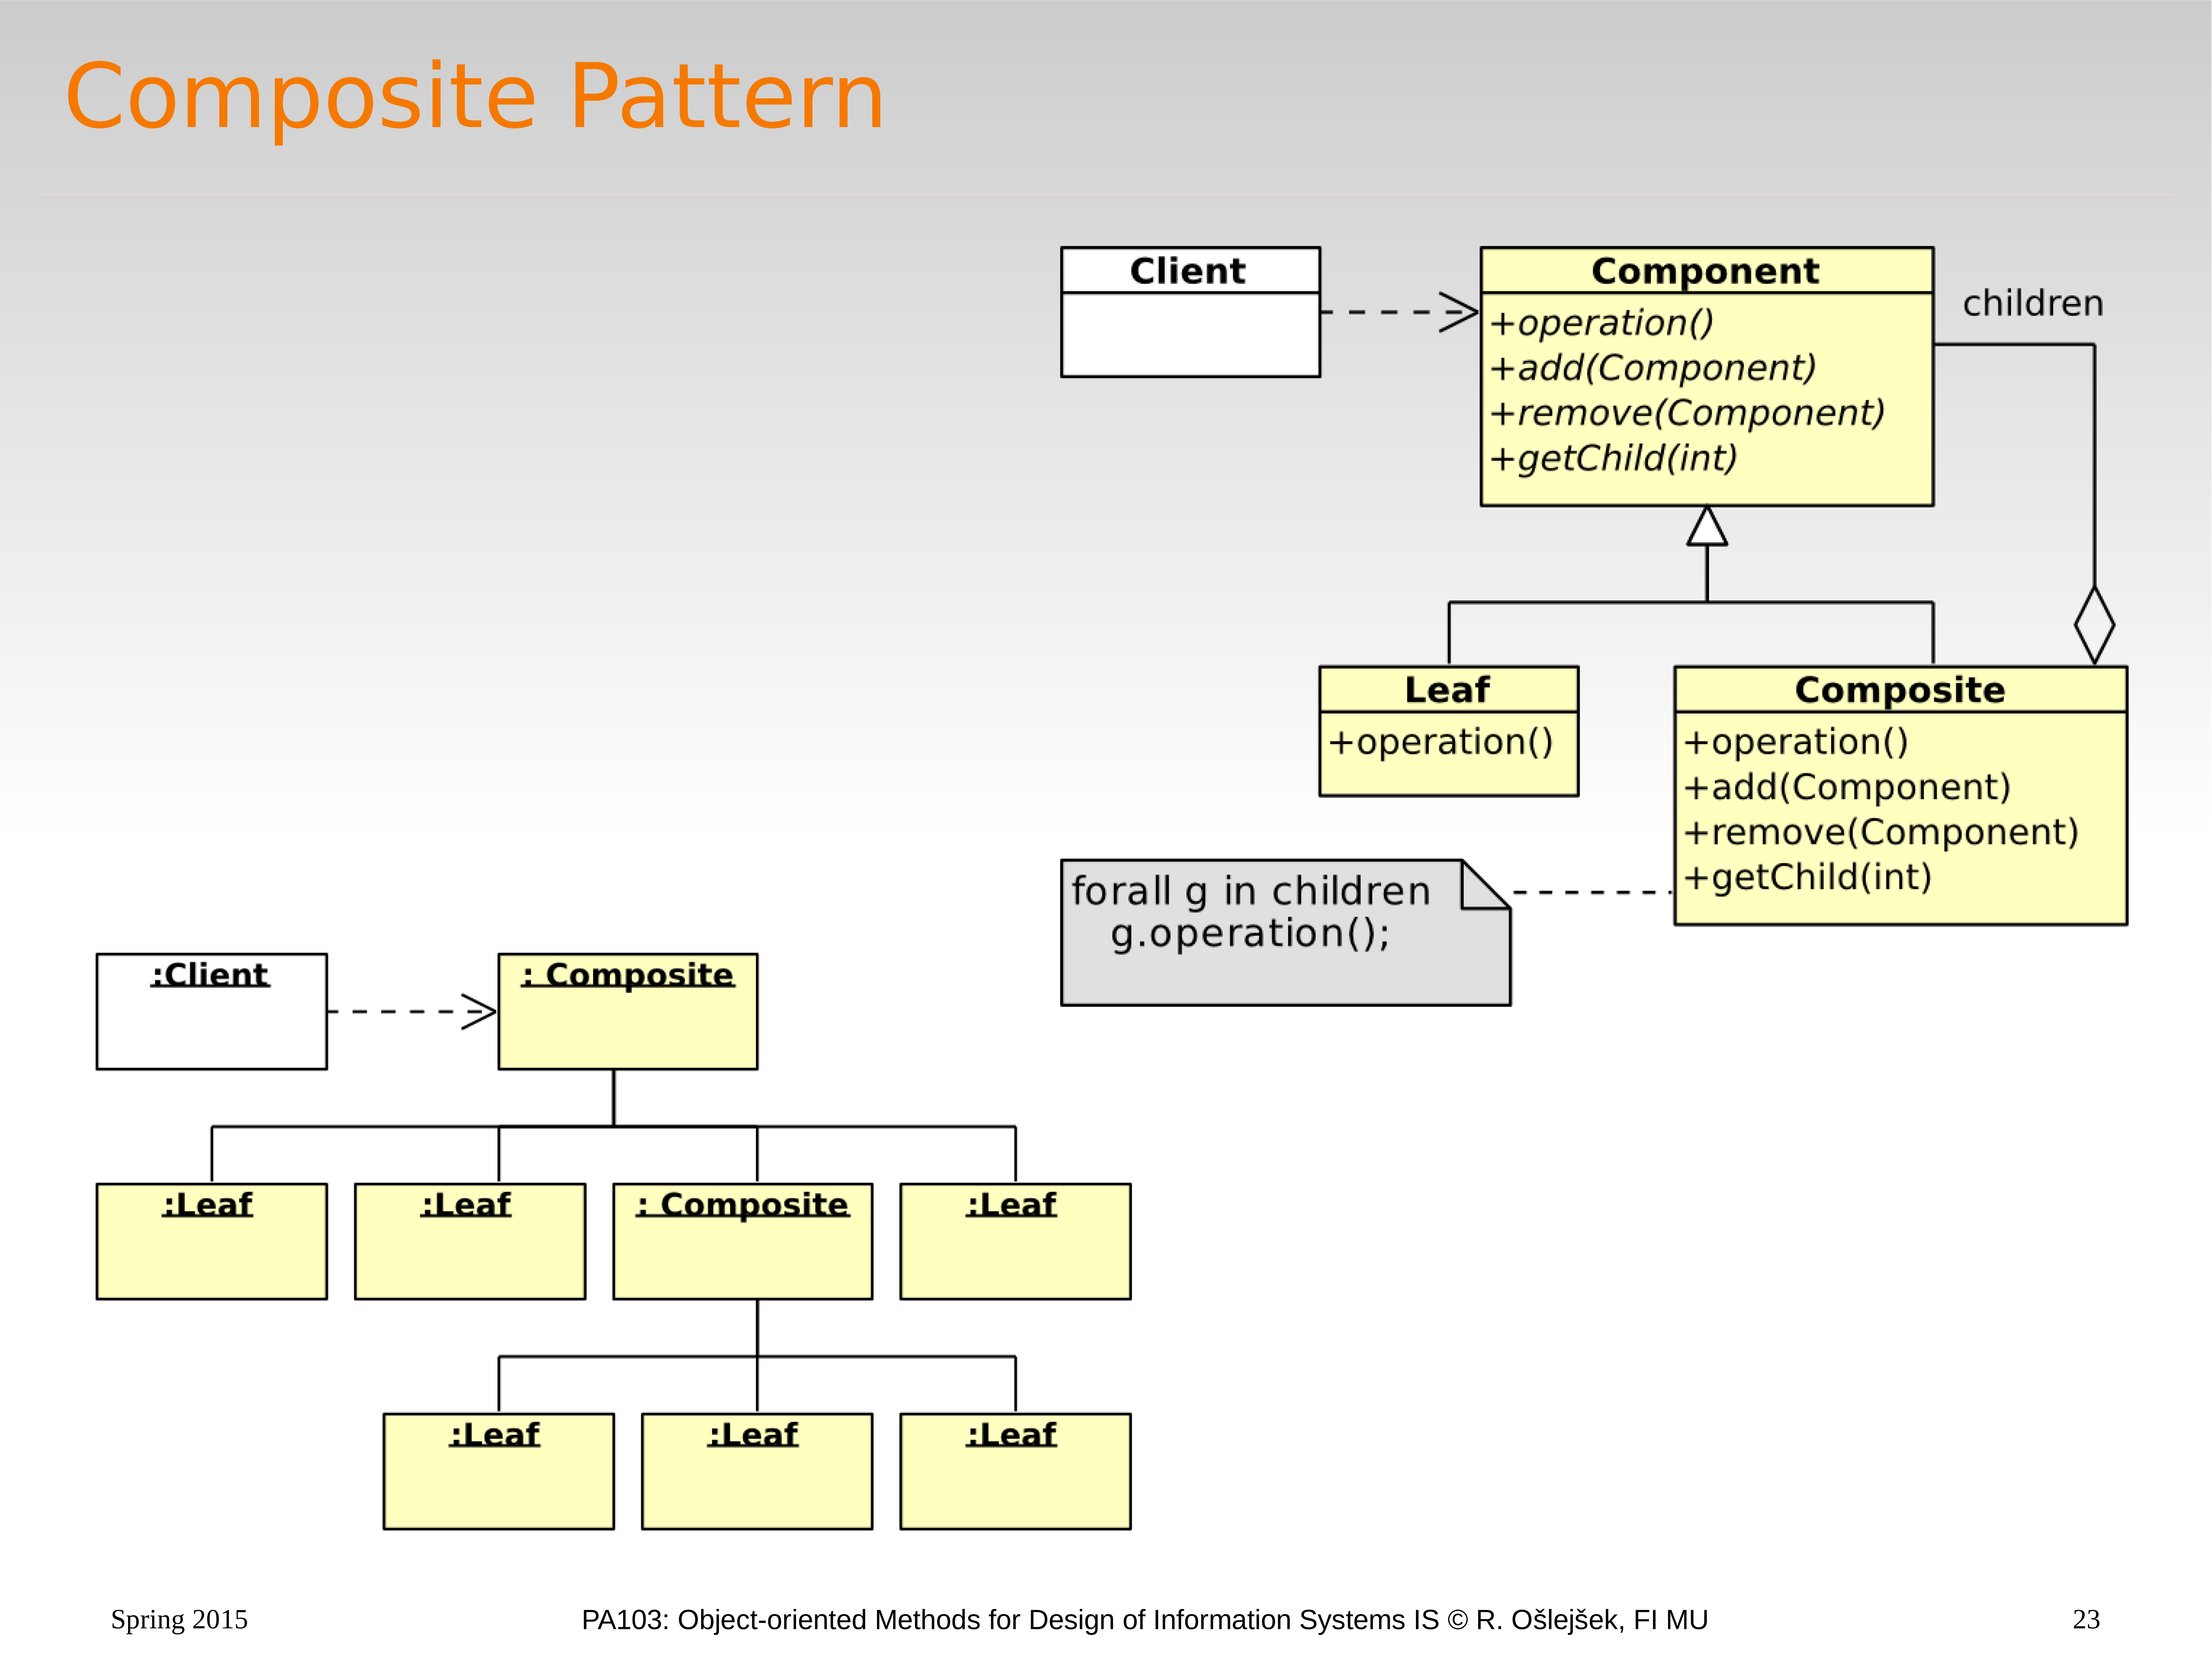 Composite Pattern
Client
Component
+operation()
+add(Component)
+remove(Component)
+getChild(int)
children
Leaf
+operation()
Composite
+operation()
+add(Component)
+remove(Component)
+getChild(int)
forall g in children
g.operation();
:Client
: Composite
:Leaf
:Leaf
: Composite
:Leaf
:Leaf
:Leaf
:Leaf
Spring 2015
PA103: Object-oriented Methods for Design of Information Systems IS © R. Ošlejšek, FI MU
23